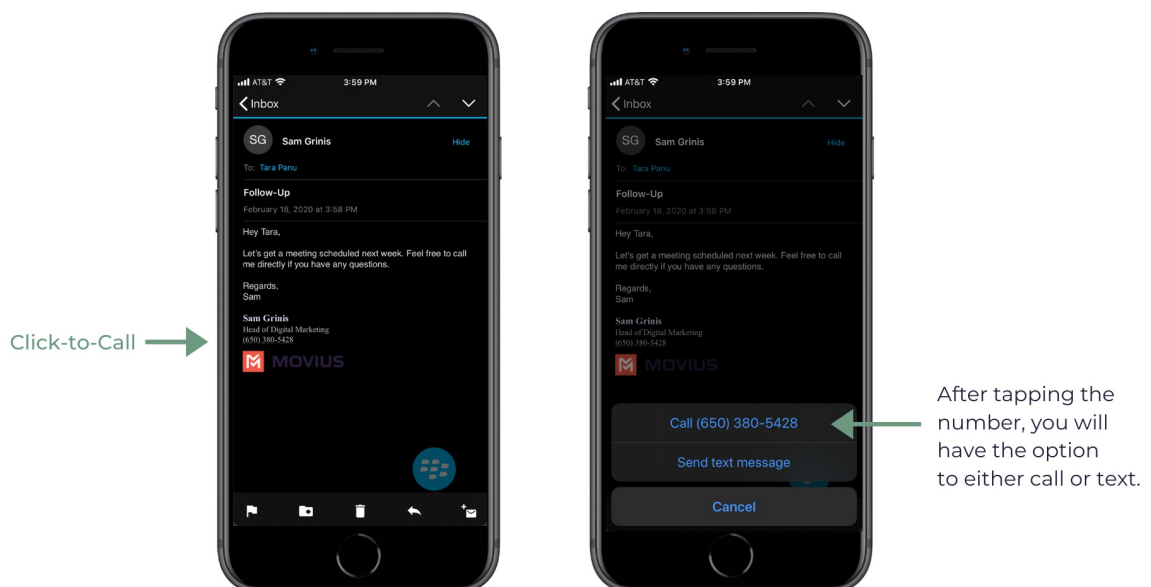 AT&T 3:59 PM
Inbox
SG Sam Grinis Hide
To: Tara Panu
Follow-Up
February 18, 2020 at 3:58 PM
Hey Tara,
Let's get a meeting scheduled next week. Feel free to call
me directly if you have any questions.
Regards,
Sam
Sam Grinis
Head of Digital Marketing
(650) 380-5428
MOVIUS
Click-to-Call
AT&T 3:59 PM
Inbox
SG Sam Grinis Hide
To: Tara Panu
Follow-Up
February 18, 2020 at 3:58 PM
Hey Tara,
Let's get a meeting scheduled next week. Feel free to call
me directly if you have any questions.
Regards,
Sam
Sam Grinis
Head of Digital Marketing
(650) 380-5428
MOVIUS
Call (650) 380-5428
Send text message
Cancel
After tapping the
number, you will
have the option
to either call or text.